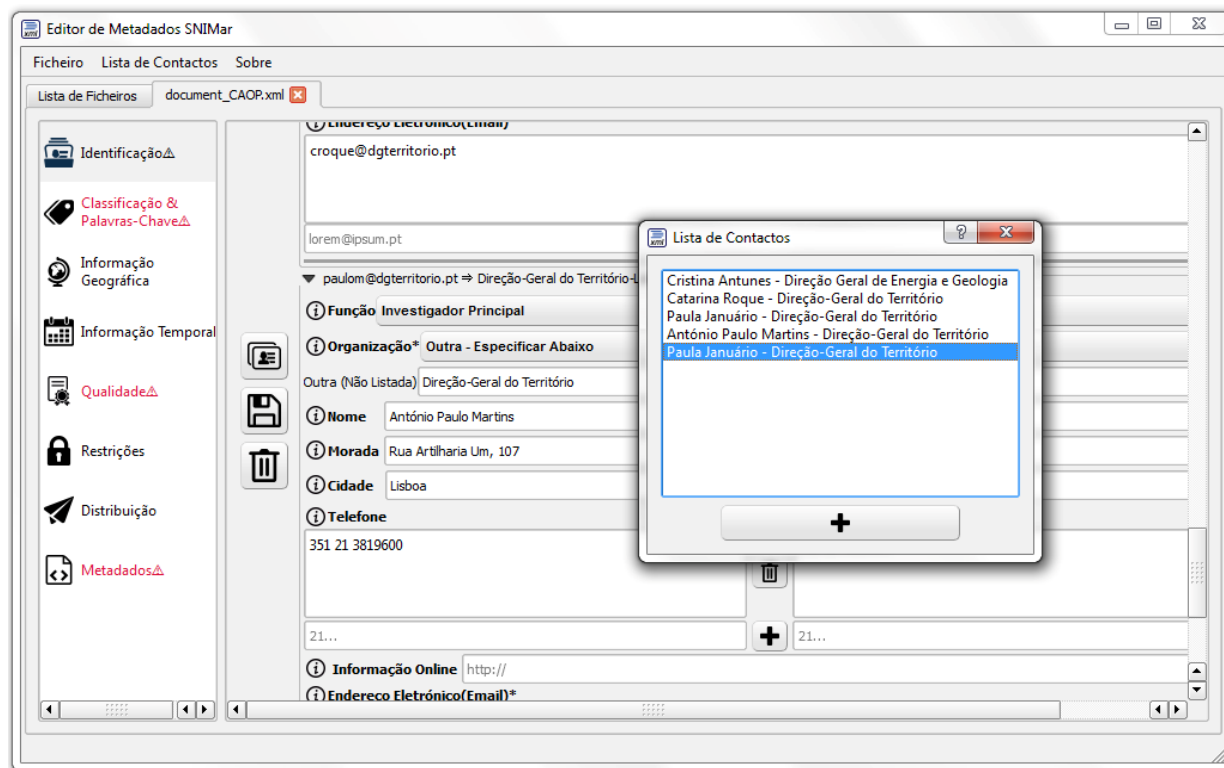 Editor de Metadados SNIMar
Ficheiro Lista de Contactos Sobre
Lista de Ficheiros document_CAOP.xml
Identificação⚠
Classificação &
Palavras-Chave⚠
Informação
Geográfica
Informação Temporal
Qualidade⚠
Restrições
Distribuição
Metadados⚠
Endereço Eletrónico(Email)
croque@dgterritorio.pt
lorem@ipsum.pt
paulom@dgterritorio.pt ⇒ Direção-Geral do Território-L
Função Investigador Principal
Organização* Outra - Especificar Abaixo
Outra (Não Listada) Direção-Geral do Território
Nome António Paulo Martins
Morada Rua Artilharia Um, 107
Cidade Lisboa
Telefone
351 21 3819600
21... 21...
Informação Online http://
Endereço Eletrónico(Email)*
Lista de Contactos
Cristina Antunes - Direção Geral de Energia e Geologia
Catarina Roque - Direção-Geral do Território
Paula Januário - Direção-Geral do Território
António Paulo Martins - Direção-Geral do Território
Paula Januário - Direção-Geral do Território